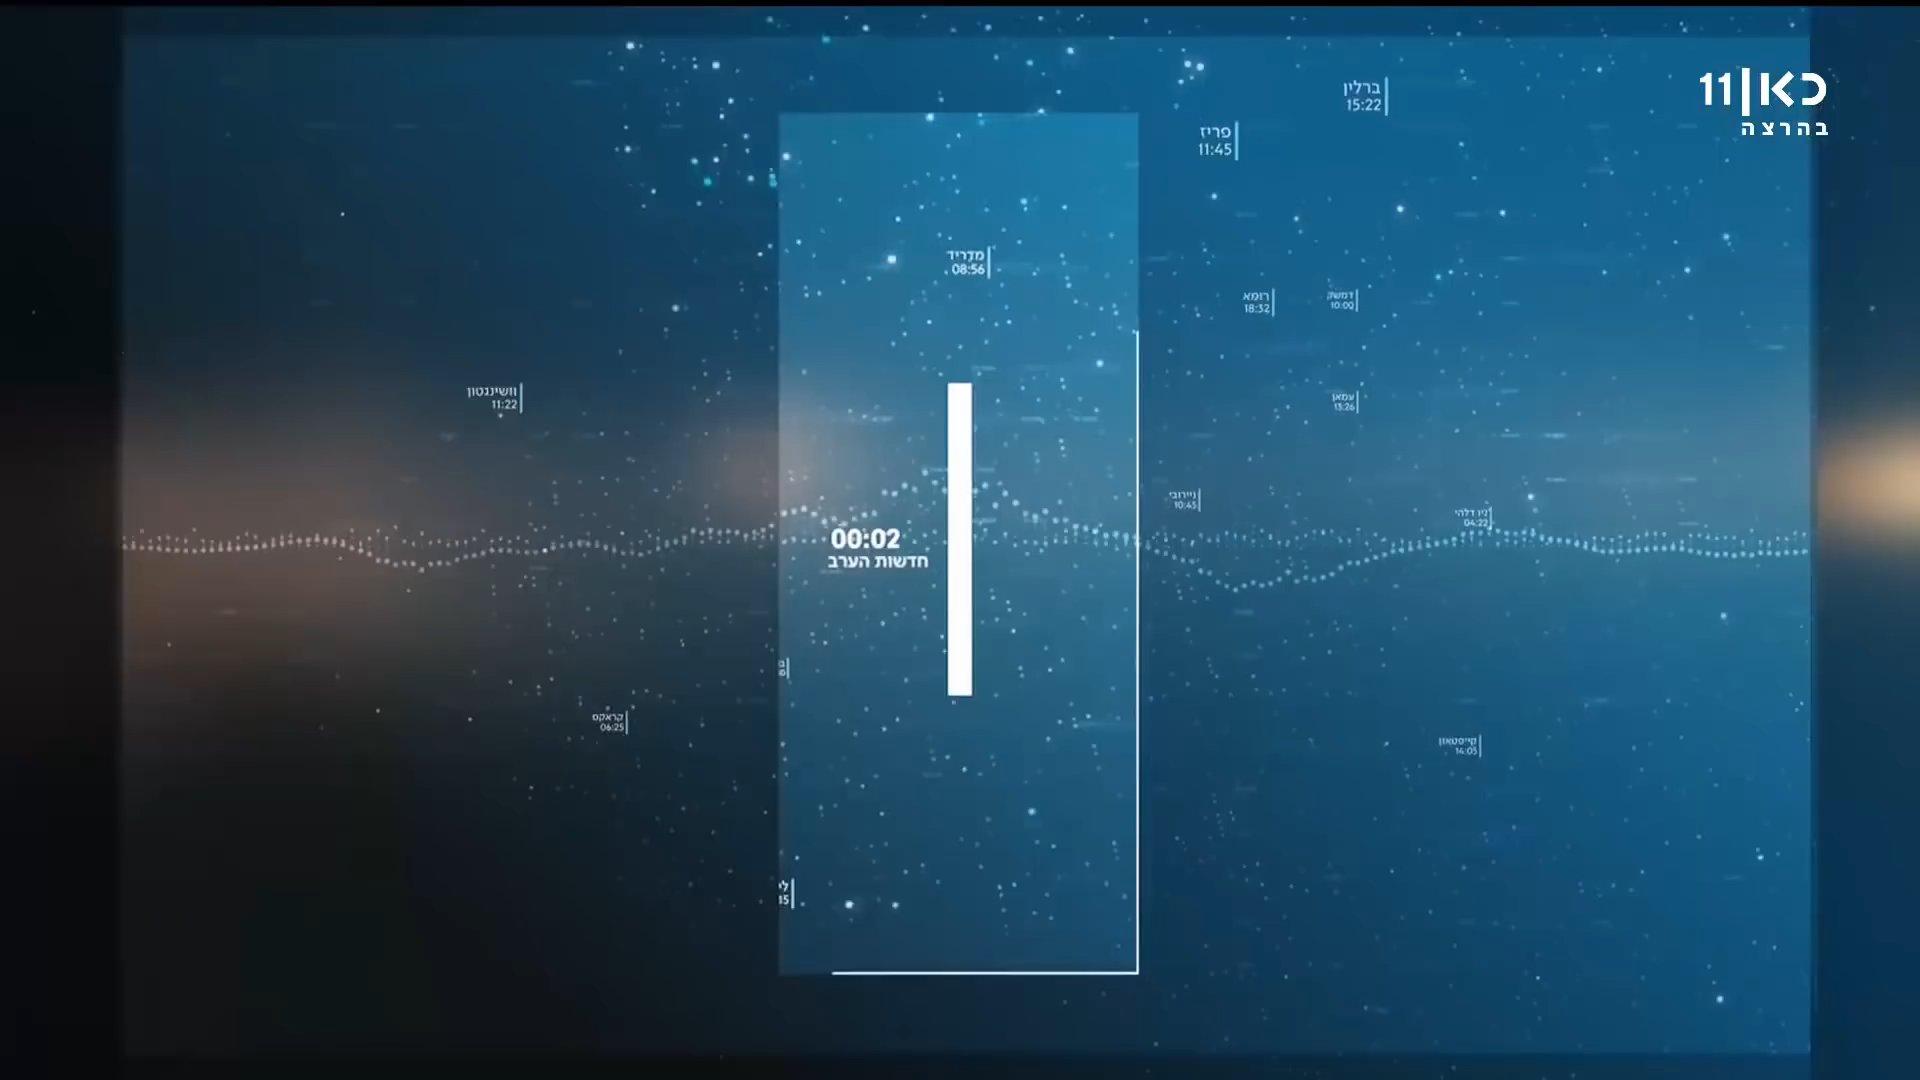 כאן 11
בהרצה
ברלין
15:22
פריז
11:45
מדריד
08:56
רומא
18:32
דמשק
10:00
וושינגטון
11:22
עמאן
13:26
ניירובי
10:45
ניו דלהי
04:22
00:02
חדשות הערב
קראקס
06:25
קייפטאון
14:05